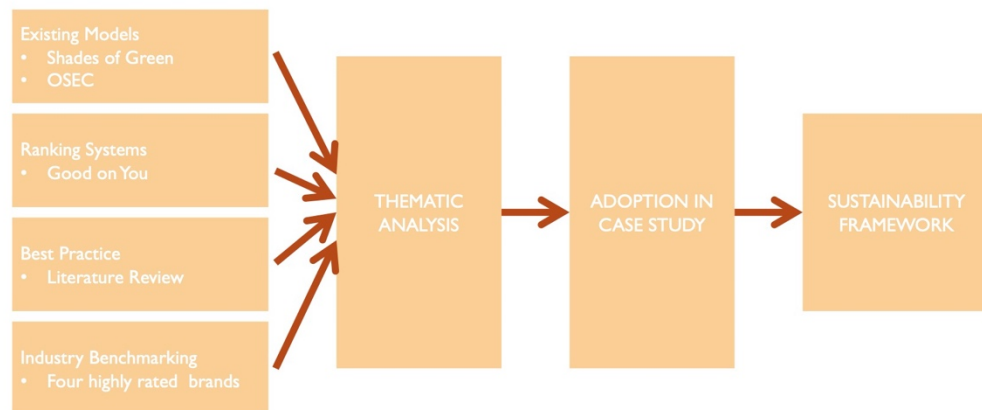 Existing Models
• Shades of Green
• OSEC
Ranking Systems
• Good on You
Best Practice
• Literature Review
Industry Benchmarking
• Four highly rated brands
THEMATIC
ANALYSIS
ADOPTION IN
CASE STUDY
SUSTAINABILITY
FRAMEWORK